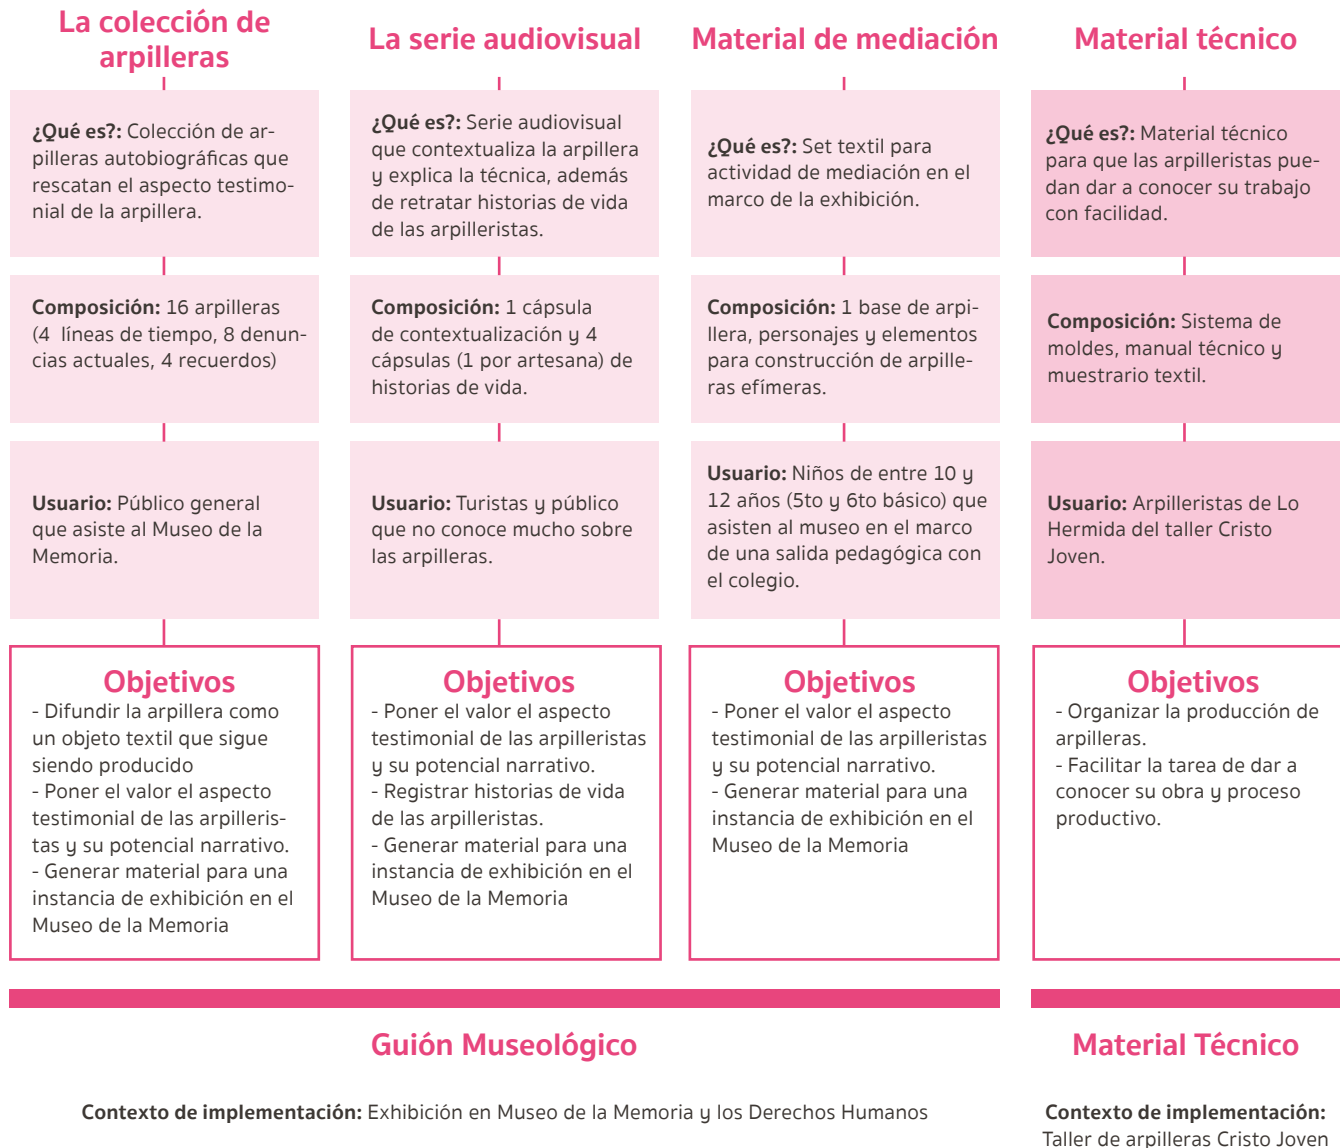 La colección de
arpilleras
¿Qué es?: Colección de ar-
pilleras autobiográficas que
rescatan el aspecto testimo-
nial de la arpillera.
Composición: 16 arpilleras
(4 líneas de tiempo, 8 denun-
cias actuales, 4 recuerdos)
Usuario: Público general
que asiste al Museo de la
Memoria.
Objetivos
- Difundir la arpillera como
un objeto textil que sigue
siendo producido
- Poner el valor el aspecto
testimonial de las arpilleris-
tas y su potencial narrativo.
- Generar material para una
instancia de exhibición en el
Museo de la Memoria
La serie audiovisual
¿Qué es?: Serie audiovisual
que contextualiza la arpillera
y explica la técnica, además
de retratar historias de vida
de las arpilleristas.
Composición: 1 cápsula
de contextualización y 4
cápsulas (1 por artesana) de
historias de vida.
Usuario: Turistas y público
que no conoce mucho sobre
las arpilleras.
Objetivos
- Poner el valor el aspecto
testimonial de las arpilleristas
y su potencial narrativo.
- Registrar historias de vida
de las arpilleristas.
- Generar material para una
instancia de exhibición en el
Museo de la Memoria
Material de mediación
¿Qué es?: Set textil para
actividad de mediación en el
marco de la exhibición.
Composición: 1 base de arpi-
llera, personajes y elementos
para construcción de arpille-
ras efímeras.
Usuario: Niños de entre 10 y
12 años (5to y 6to básico) que
asisten al museo en el marco
de una salida pedagógica con
el colegio.
Objetivos
- Poner el valor el aspecto
testimonial de las arpilleristas
y su potencial narrativo.
- Generar material para una
instancia de exhibición en el
Museo de la Memoria
Material técnico
¿Qué es?: Material técnico
para que las arpilleristas pue-
dan dar a conocer su trabajo
con facilidad.
Composición: Sistema de
moldes, manual técnico y
muestrario textil.
Usuario: Arpilleristas de Lo
Hermida del taller Cristo
Joven.
Objetivos
- Organizar la producción de
arpilleras.
- Facilitar la tarea de dar a
conocer su obra y proceso
productivo.
Guión Museológico
Contexto de implementación: Exhibición en Museo de la Memoria y los Derechos Humanos
Material Técnico
Contexto de implementación:
Taller de arpilleras Cristo Joven